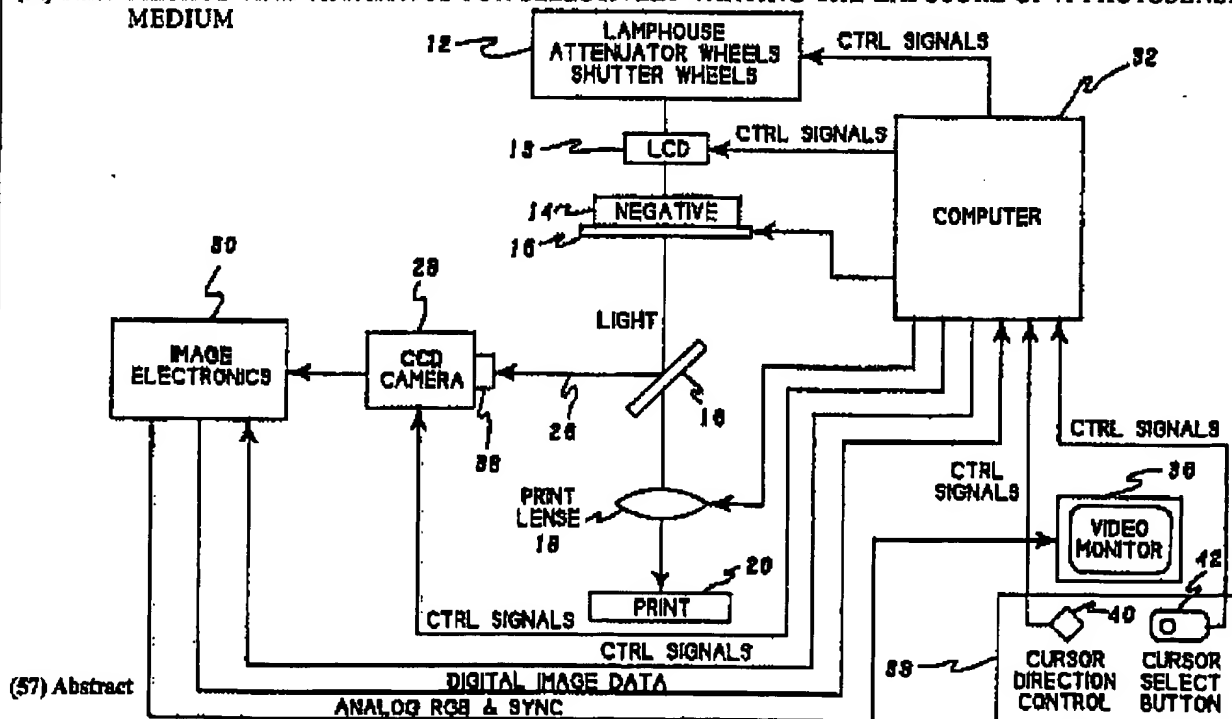 MEDIUM
12
LAMPHOUSE
ATTENUATOR WHEELS
SHUTTER WHEELS
CTRL SIGNALS
32
13
LCD
CTRL SIGNALS
14
NEGATIVE
16
COMPUTER
30
28
LIGHT
IMAGE
ELECTRONICS
CCD
CAMERA
26
16
38
CTRL SIGNALS
CTRL
SIGNALS
36
PRINT
LENSE
18
VIDEO
MONITOR
42
20
PRINT
CTRL SIGNALS
40
CTRL SIGNALS
CURSOR
DIRECTION
CONTROL
CURSOR
SELECT
BUTTON
(57) Abstract
DIGITAL IMAGE DATA
ANALOG RGB & SYNC